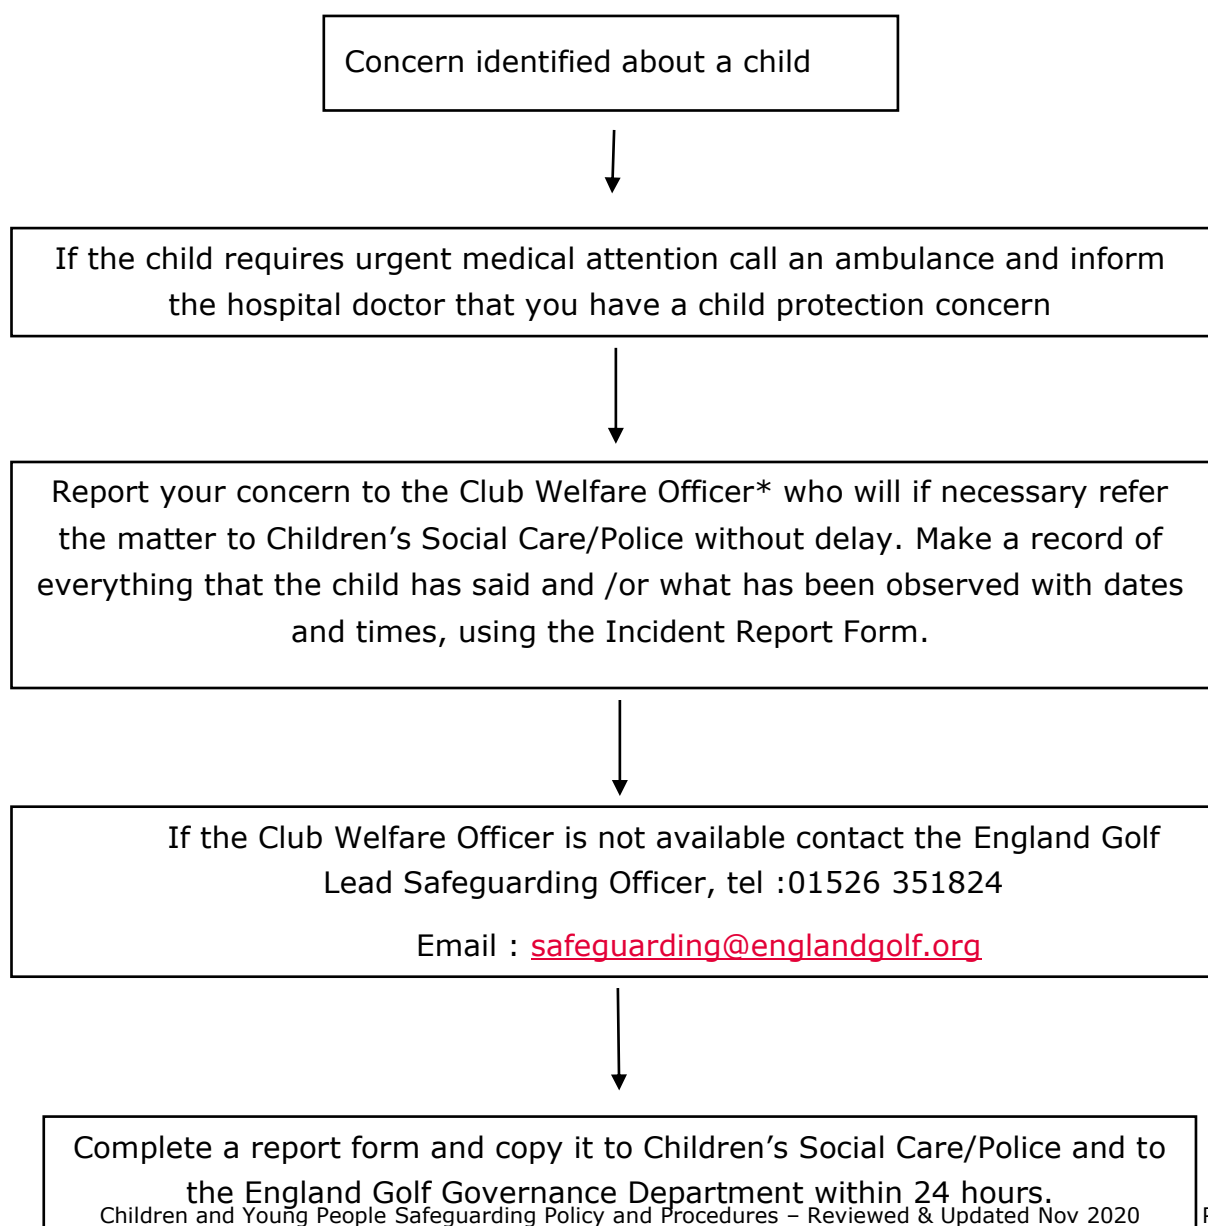 Concern identified about a child
If the child requires urgent medical attention call an ambulance and inform
the hospital doctor that you have a child protection concern
Report your concern to the Club Welfare Officer* who will if necessary refer
the matter to Children’s Social Care/Police without delay. Make a record of
everything that the child has said and /or what has been observed with dates
and times, using the Incident Report Form.
If the Club Welfare Officer is not available contact the England Golf
Lead Safeguarding Officer, tel :01526 351824
Email : safeguarding@englandgolf.org
Complete a report form and copy it to Children’s Social Care/Police and to
the England Golf Governance Department within 24 hours.
Children and Young People Safeguarding Policy and Procedures – Reviewed & Updated Nov 2020